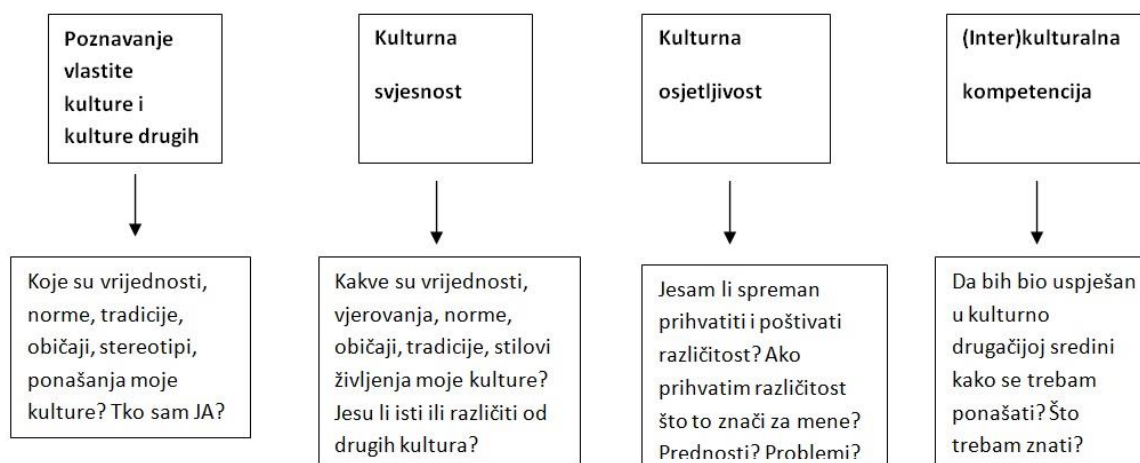 Poznavanje
vlastite
kulture i
kulture drugih
Kulturna
svjesnost
Kulturna
osjetljivost
(Inter)kulturalna
kompetencija
Koje su vrijednosti,
norme, tradicije,
običaji, stereotipi,
ponašanja moje
kulture? Tko sam JA?
Kakve su vrijednosti,
vjerovanja, norme,
običaji, tradicije, stilovi
življenja moje kulture?
Jesu li isti ili različiti od
drugih kultura?
Jesam li spreman
prihvatiti i poštivati
različitost? Ako
prihvatim različitost
što to znači za mene?
Prednosti? Problemi?
Da bih bio uspješan
u kulturno
drugačijoj sredini
kako se trebam
ponašati? Što
trebam znati?